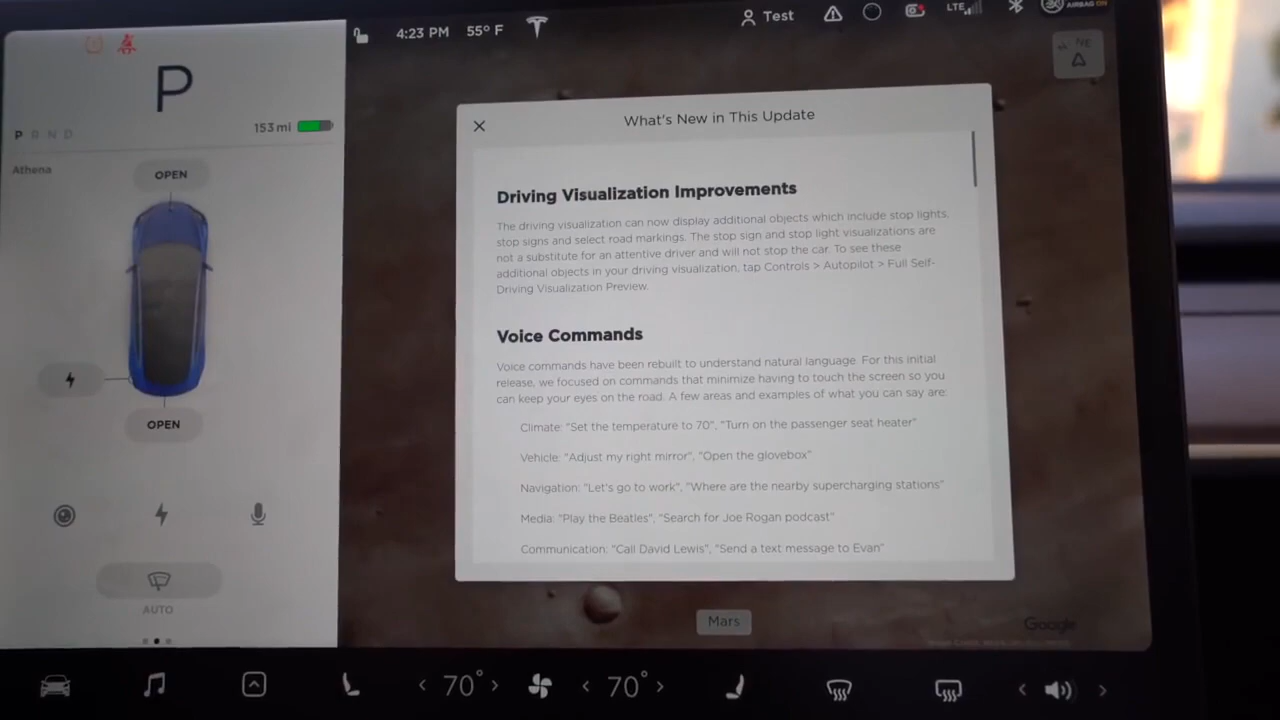 4:23 PM 55° F
Test
LTE
AIRBAG ON
NE
P
P R N D
153 mi
Athena
OPEN
OPEN
AUTO
What's New in This Update
Driving Visualization Improvements
The driving visualization can now display additional objects which include stop lights,
stop signs and select road markings. The stop sign and stop light visualizations are
not a substitute for an attentive driver and will not stop the car. To see these
additional objects in your driving visualization, tap Controls > Autopilot > Full Self-
Driving Visualization Preview.
Voice Commands
Voice commands have been rebuilt to understand natural language. For this initial
release, we focused on commands that minimize having to touch the screen so you
can keep your eyes on the road. A few areas and examples of what you can say are:
Climate: "Set the temperature to 70", "Turn on the passenger seat heater"
Vehicle: "Adjust my right mirror", "Open the glovebox"
Navigation: "Let's go to work", "Where are the nearby supercharging stations"
Media: "Play the Beatles", "Search for Joe Rogan podcast"
Communication: "Call David Lewis", "Send a text message to Evan"
Mars
Google
70° 70°